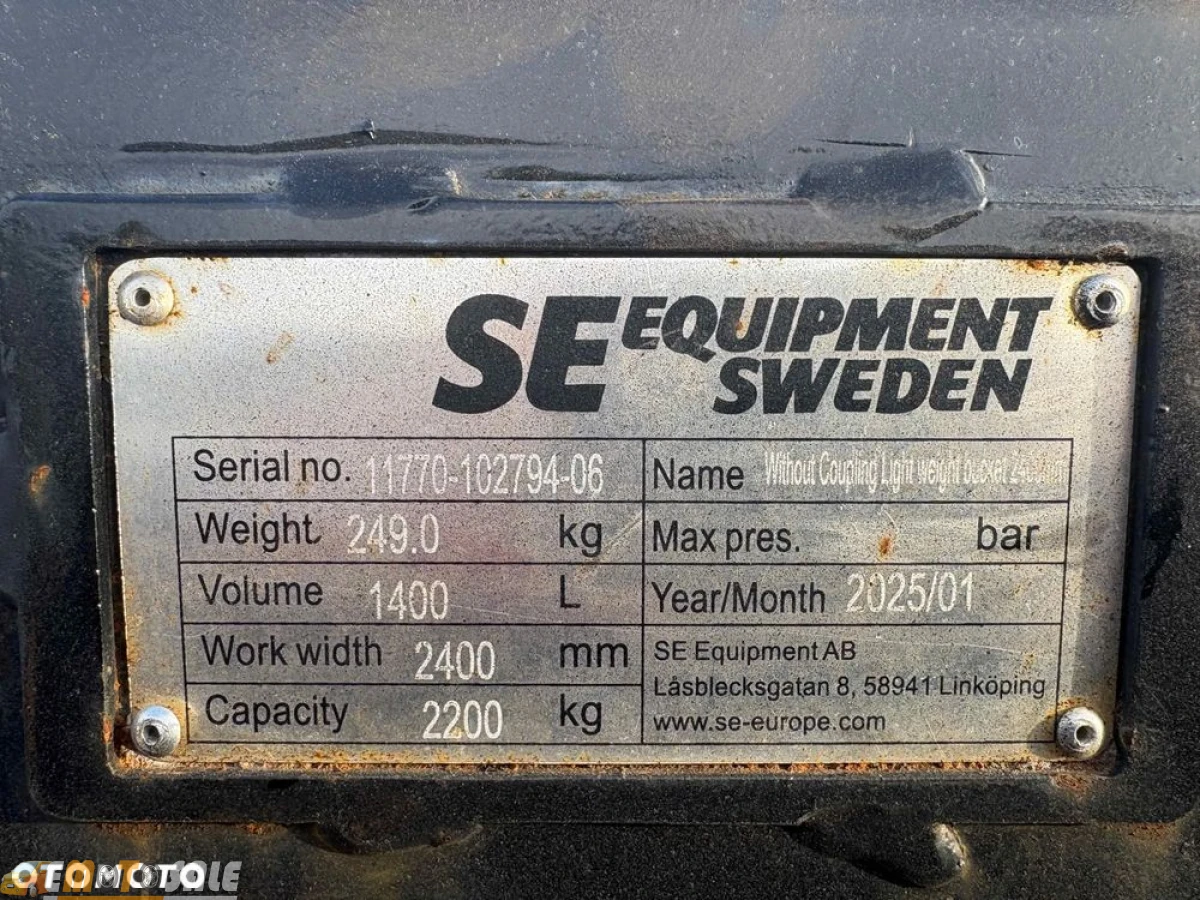 SE EQUIPMENT
SWEDEN
Serial no. 11770-102794-06
Name Without Coupling Light weight bucket 2400mm
Weight 249.0 kg
Max pres. bar
Volume 1400 L
Year/Month 2025/01
Work width 2400 mm
SE Equipment AB
Låsblecksgatan 8, 58941 Linköping
www.se-europe.com
Capacity 2200 kg
OTOMOTO